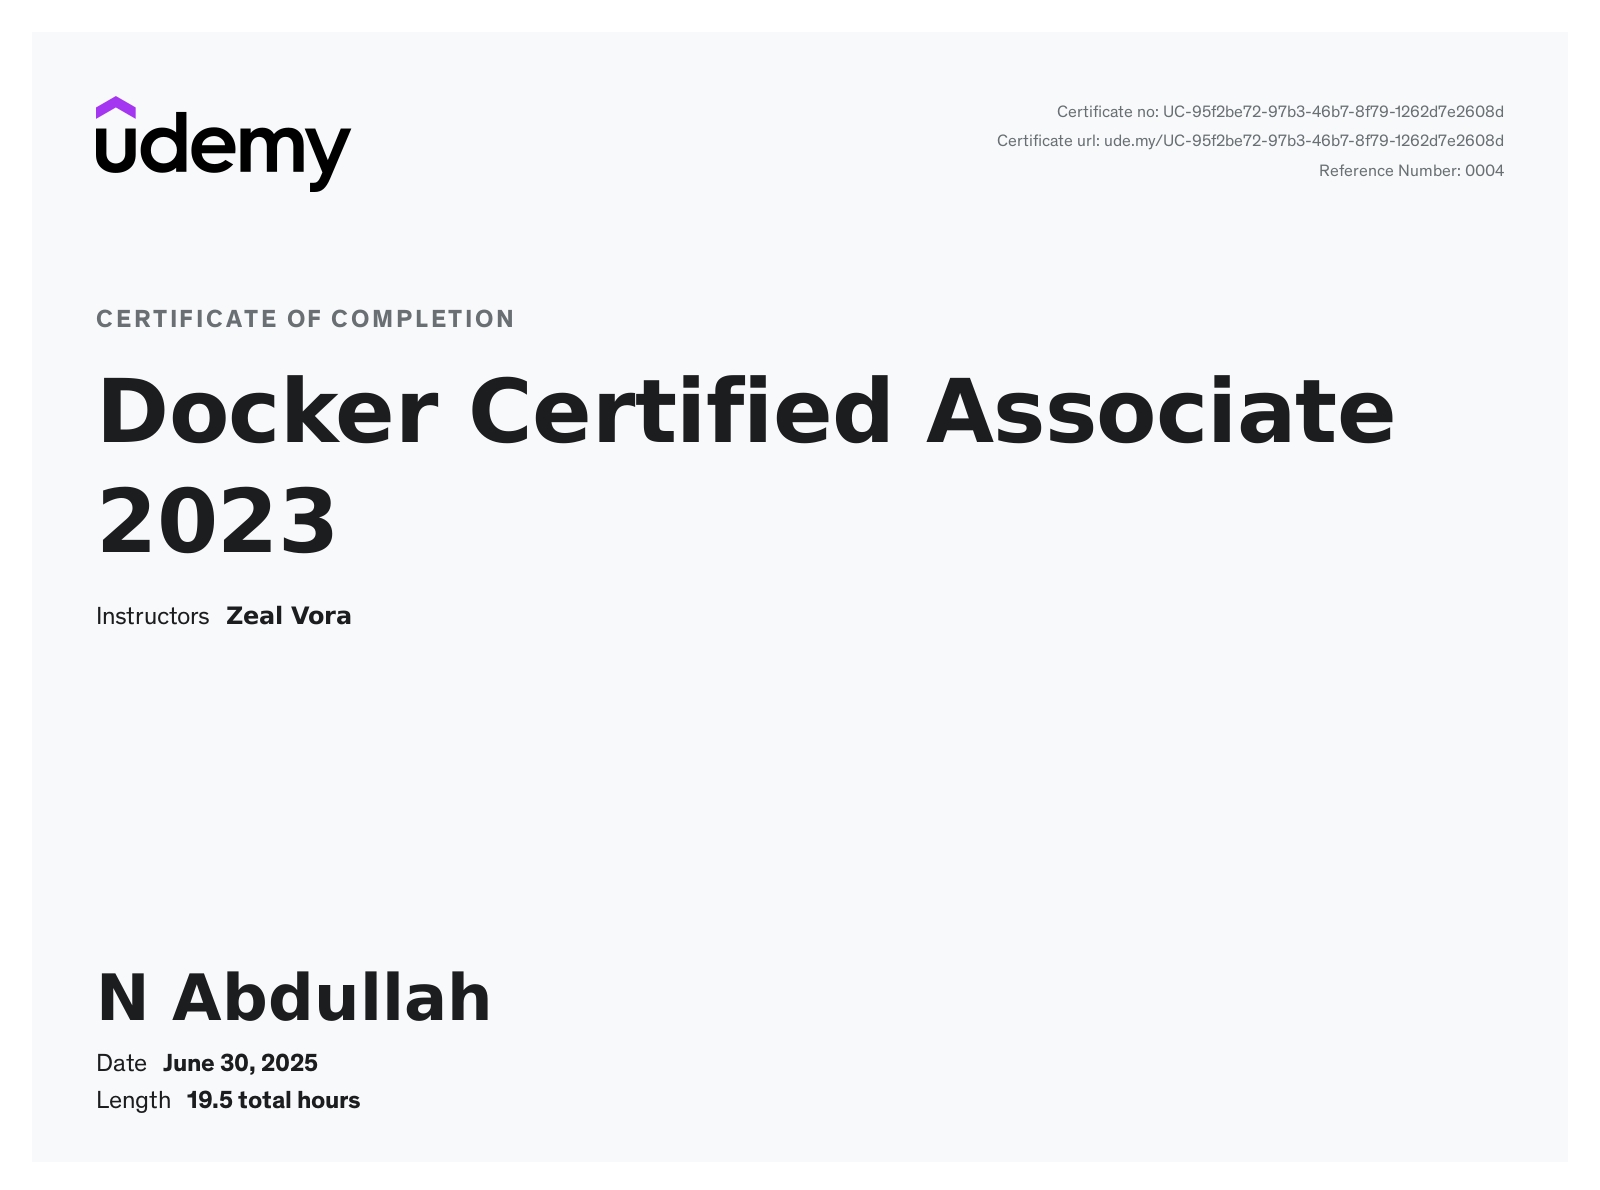 udemy
Certificate no: UC-95f2be72-97b3-46b7-8f79-1262d7e2608d
Certificate url: ude.my/UC-95f2be72-97b3-46b7-8f79-1262d7e2608d
Reference Number: 0004
CERTIFICATE OF COMPLETION
Docker Certified Associate
2023
Instructors Zeal Vora
N Abdullah
Date June 30, 2025
Length 19.5 total hours